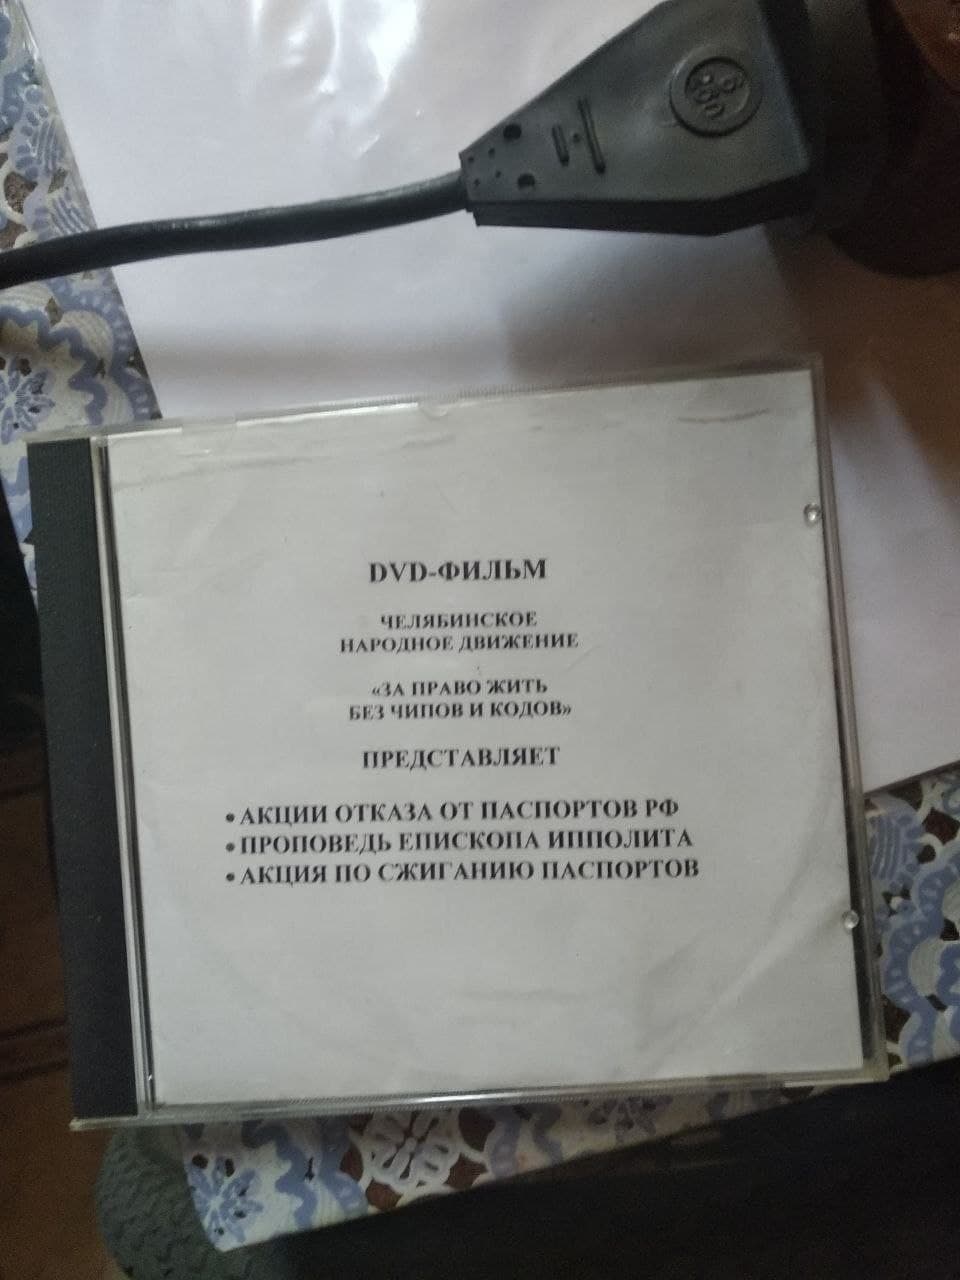 DVD-ФИЛЬМ
ЧЕЛЯБИНСКОЕ
НАРОДНОЕ ДВИЖЕНИЕ
«ЗА ПРАВО ЖИТЬ
БЕЗ ЧИПОВ И КОДОВ»
ПРЕДСТАВЛЯЕТ
• АКЦИИ ОТКАЗА ОТ ПАСПОРТОВ РФ
• ПРОПОВЕДЬ ЕПИСКОПА ИППОЛИТА
• АКЦИЯ ПО СЖИГАНИЮ ПАСПОРТОВ